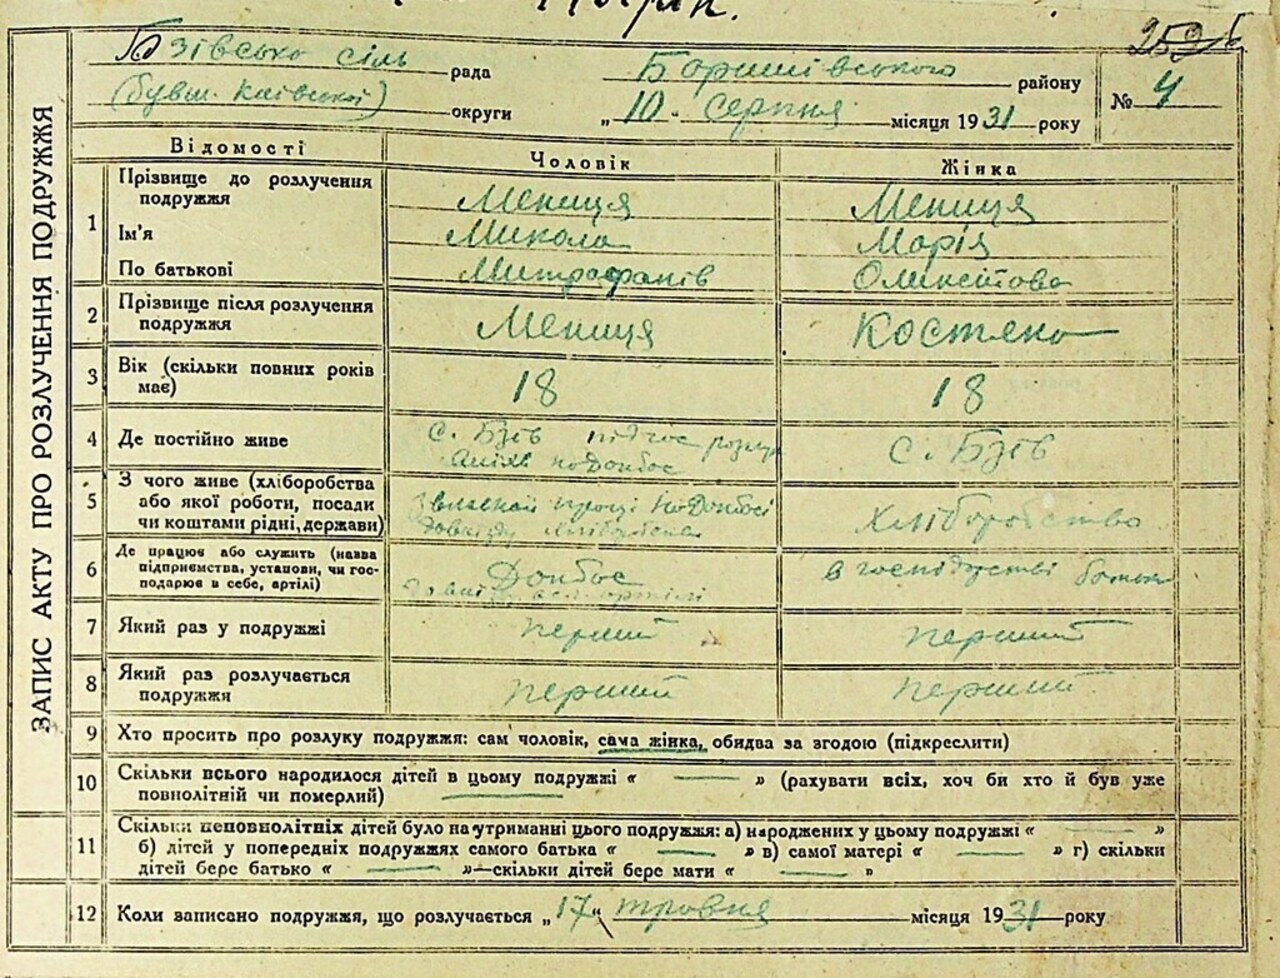 Бзівсько сіль рада Боришівського району
(бувш. Київської) округи „ 10 " серпня місяця 1931 року
№ 4
ЗАПИС АКТУ ПРО РОЗЛУЧЕННЯ ПОДРУЖЖЯ
Відомості Чоловік Жінка
1 Прізвище до розлучення подружжя Мениця Мениця
Ім'я Микола Марія
По батькові Митрофанів Олексіїова
2 Прізвище після розлучення подружжя Мениця Костенко
3 Вік (скільки повних років має) 18 18
4 Де постійно живе с. Бзів с. Бзів
5 З чого живе (хліборобства або якої роботи, посади чи коштами рідні, держави) на Донбасі Хліборобство
6 Де працює або служить (назва підприємства, установи, чи господарює в себе, артілі) Донбас в господарстві батьки
7 Який раз у подружжі перший перший
8 Який раз розлучається подружжя перший перший
9 Хто просить про розлуку подружжя: сам чоловік, сама жінка, обидва за згодою (підкреслити)
10 Скільки всього народилося дітей в цьому подружжі « — » (рахувати всіх, хоч би хто й був уже
повнолітній чи померлий)
11 Скільки неповнолітніх дітей було на утриманні цього подружжя: а) народжених у цьому подружжі « — »
б) дітей у попередніх подружжях самого батька « — » в) самої матері « — » г) скільки
дітей бере батько « — »—скільки дітей бере мати « — »
12 Коли записано подружжя, що розлучається „ 17 " травня місяця 1931 року